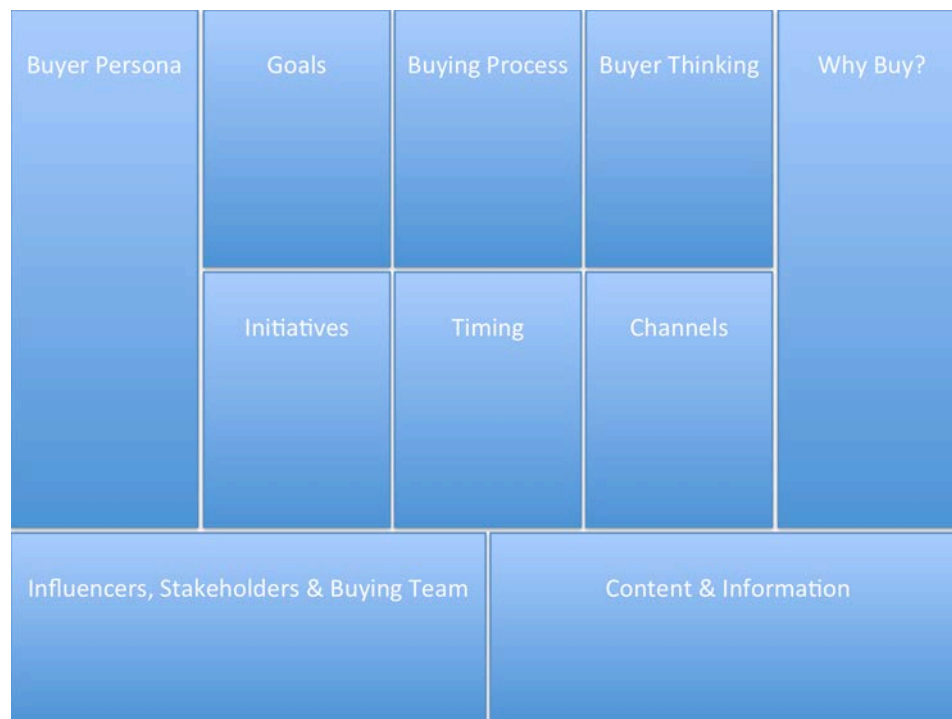 Buyer Persona
Goals
Buying Process
Buyer Thinking
Why Buy?
Initiatives
Timing
Channels
Influencers, Stakeholders & Buying Team
Content & Information